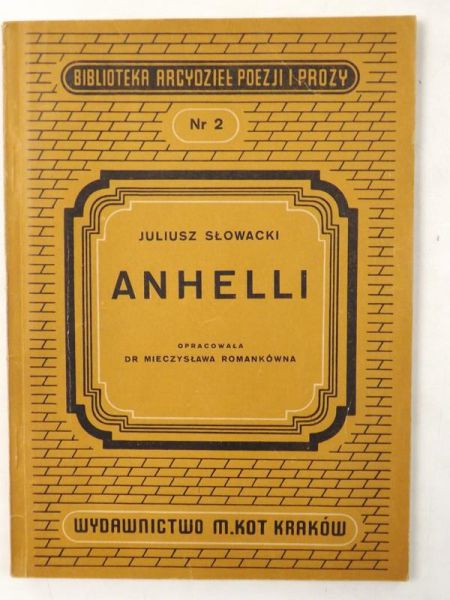 BIBLIOTEKA ARCYDZIEŁ POEZJI I PROZY
Nr 2
JULIUSZ SŁOWACKI
ANHELLI
OPRACOWAŁA
DR MIECZYSŁAWA ROMANKÓWNA
WYDAWNICTWO M.KOT KRAKÓW